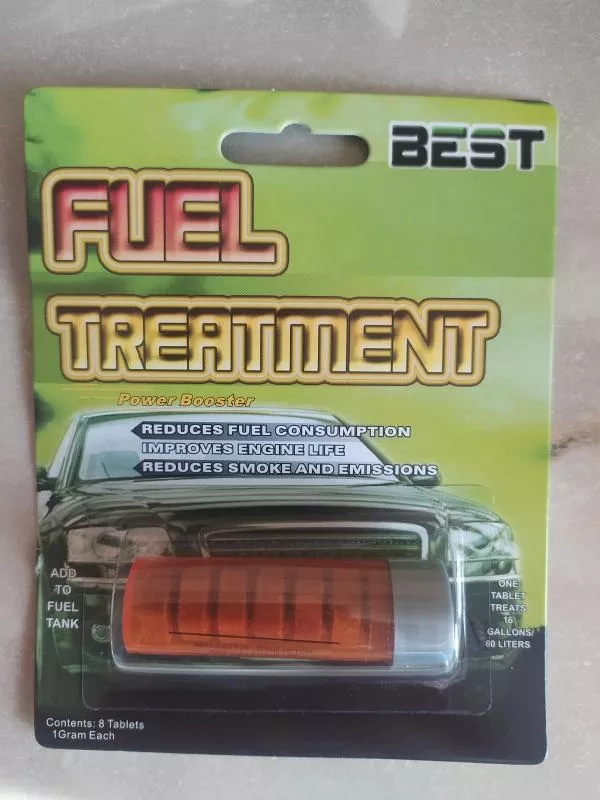 BEST
FUEL
TREATMENT
Power Booster
REDUCES FUEL CONSUMPTION
IMPROVES ENGINE LIFE
REDUCES SMOKE AND EMISSIONS
ADD
TO
FUEL
TANK
ONE
TABLET
TREATS
16
GALLONS/
60 LITERS
Contents: 8 Tablets
1Gram Each